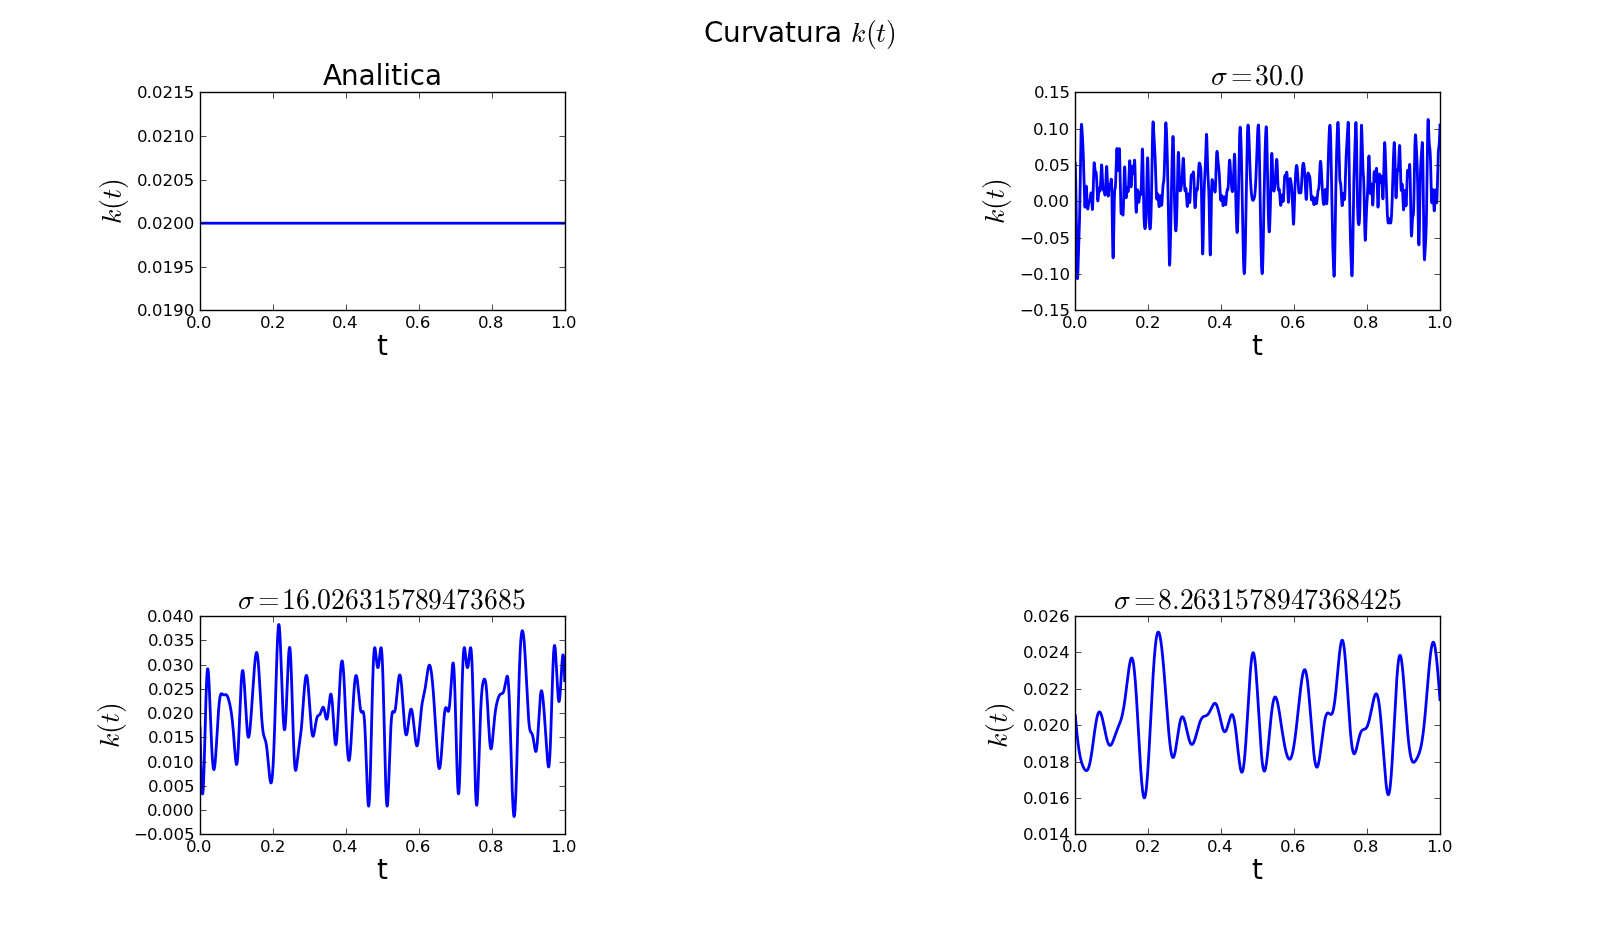 Curvatura k(t)
Analitica
0.0215
0.0210
0.0205
0.0200
0.0195
0.0190
k(t)
0.0 0.2 0.4 0.6 0.8 1.0
t
σ=30.0
0.15
0.10
0.05
0.00
−0.05
−0.10
−0.15
k(t)
0.0 0.2 0.4 0.6 0.8 1.0
t
σ=16.026315789473685
0.040
0.035
0.030
0.025
0.020
0.015
0.010
0.005
0.000
−0.005
k(t)
0.0 0.2 0.4 0.6 0.8 1.0
t
σ=8.2631578947368425
0.026
0.024
0.022
0.020
0.018
0.016
0.014
k(t)
0.0 0.2 0.4 0.6 0.8 1.0
t